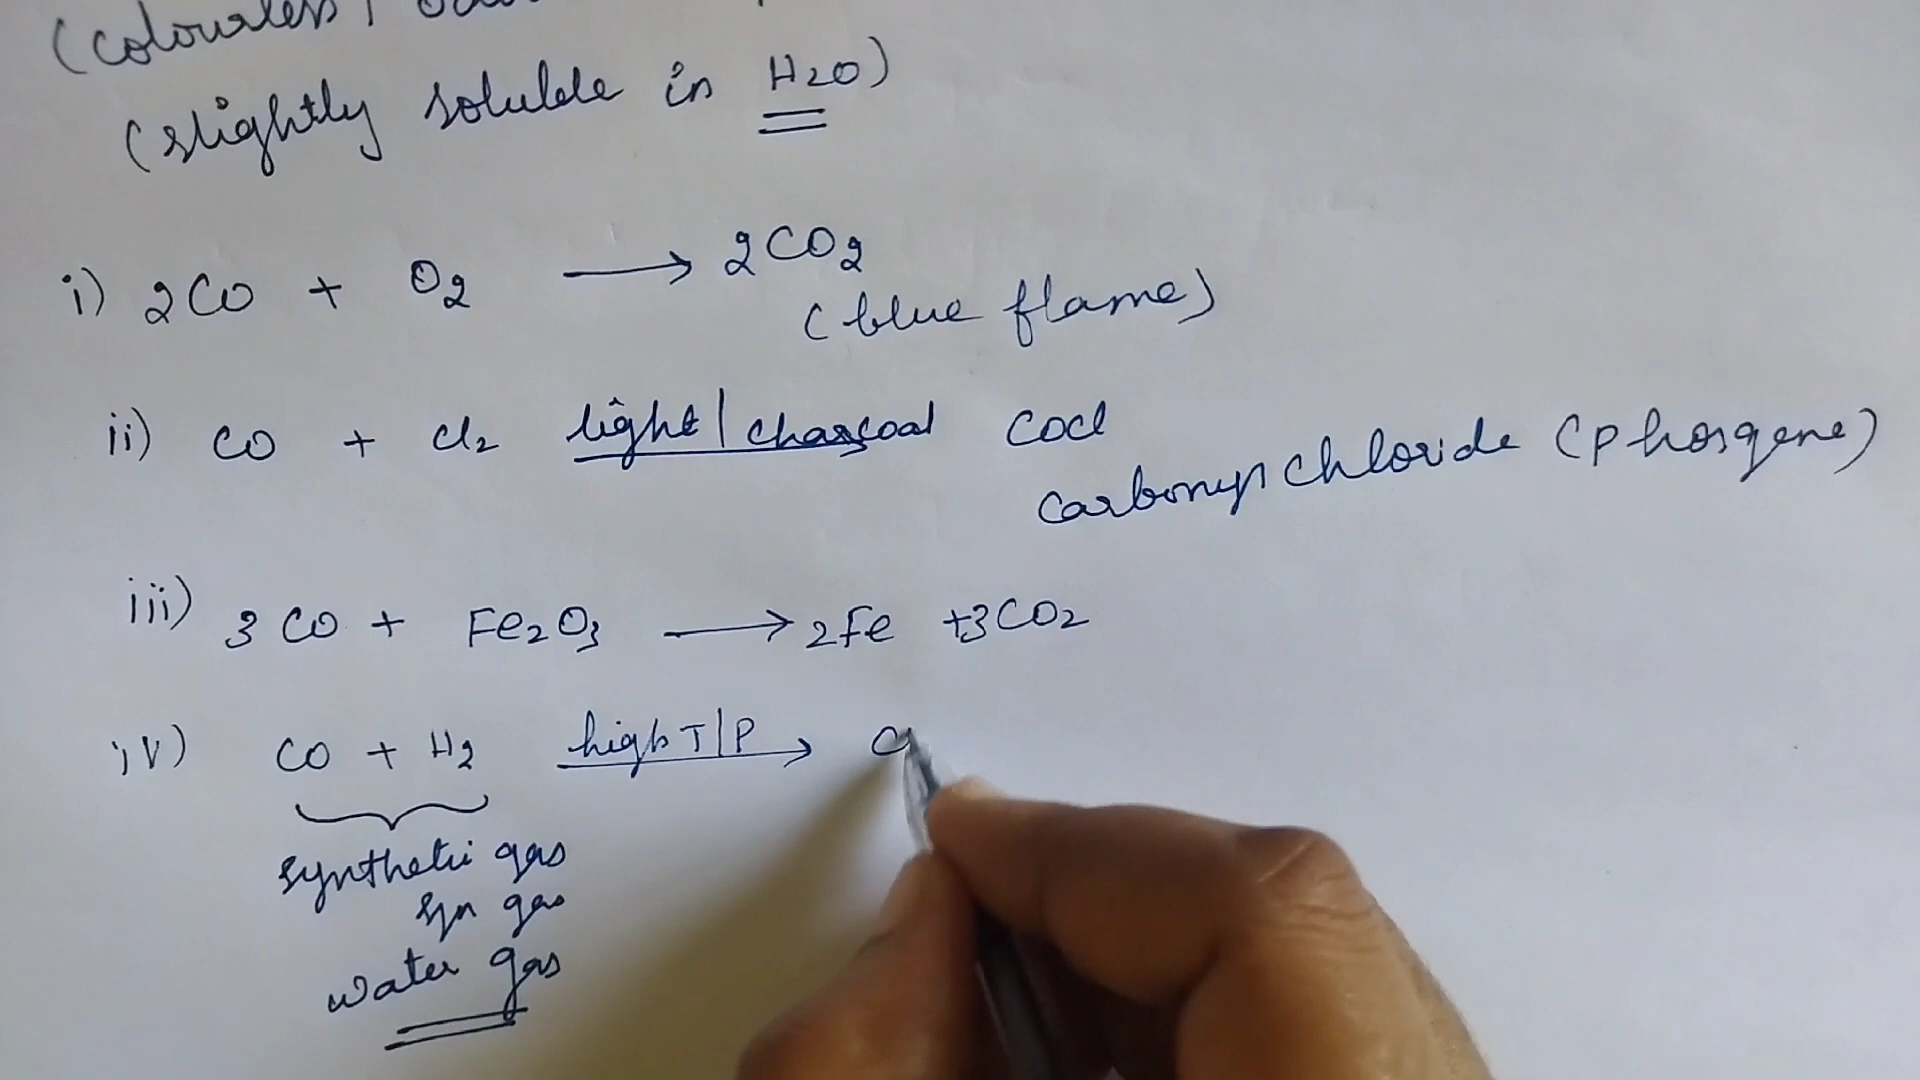 (colourless,
(slightly soluble in H2O)
i) 2CO + O2 ⟶ 2CO2
(blue flame)
ii) CO + Cl2 light/charcoal COCl
carbonyl chloride (phosgene)
iii) 3CO + Fe2O3 ⟶ 2Fe +3CO2
iv) CO + H2 high T/P ⟶ C
synthetic gas
syn gas
water gas